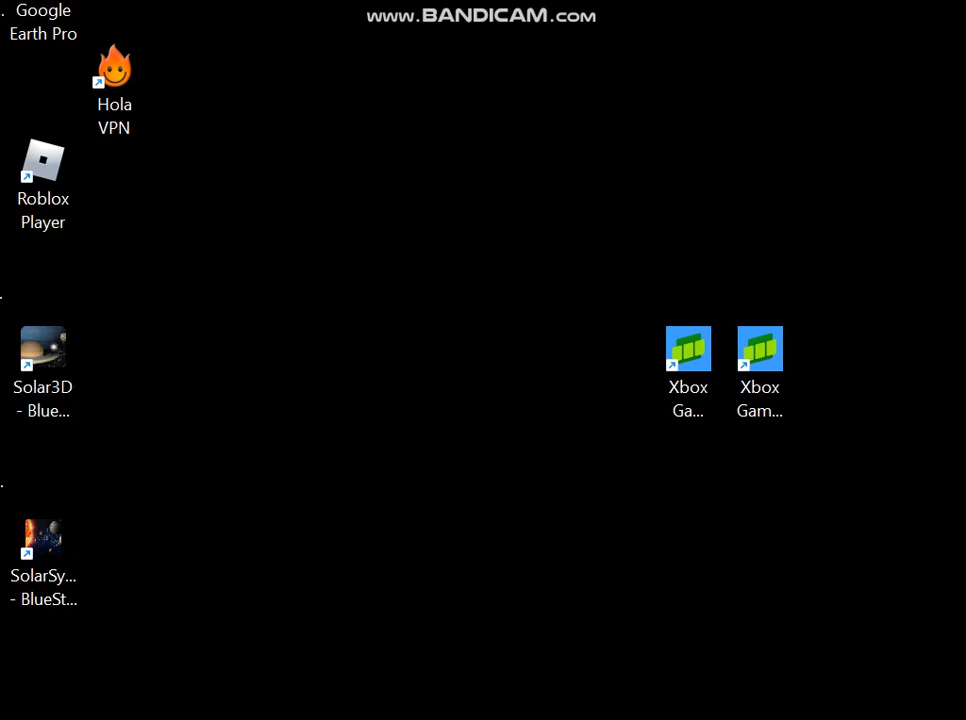 www.BANDICAM.com
Google
Earth Pro
Hola
VPN
Roblox
Player
Solar3D
- Blue...
Xbox
Ga...
Xbox
Gam...
SolarSy...
- BlueSt...